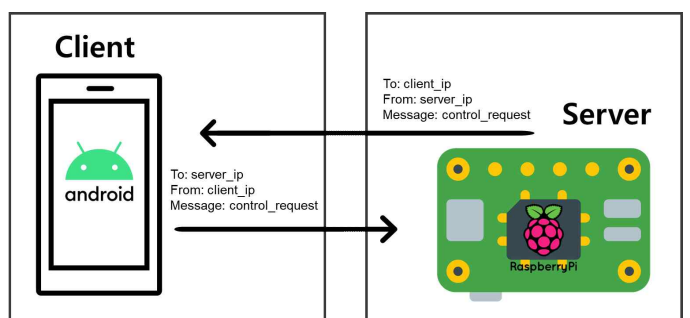 Client
To: client_ip
From: server_ip
Message: control_request
Server
android
To: server_ip
From: client_ip
Message: control_request
RaspberryPi